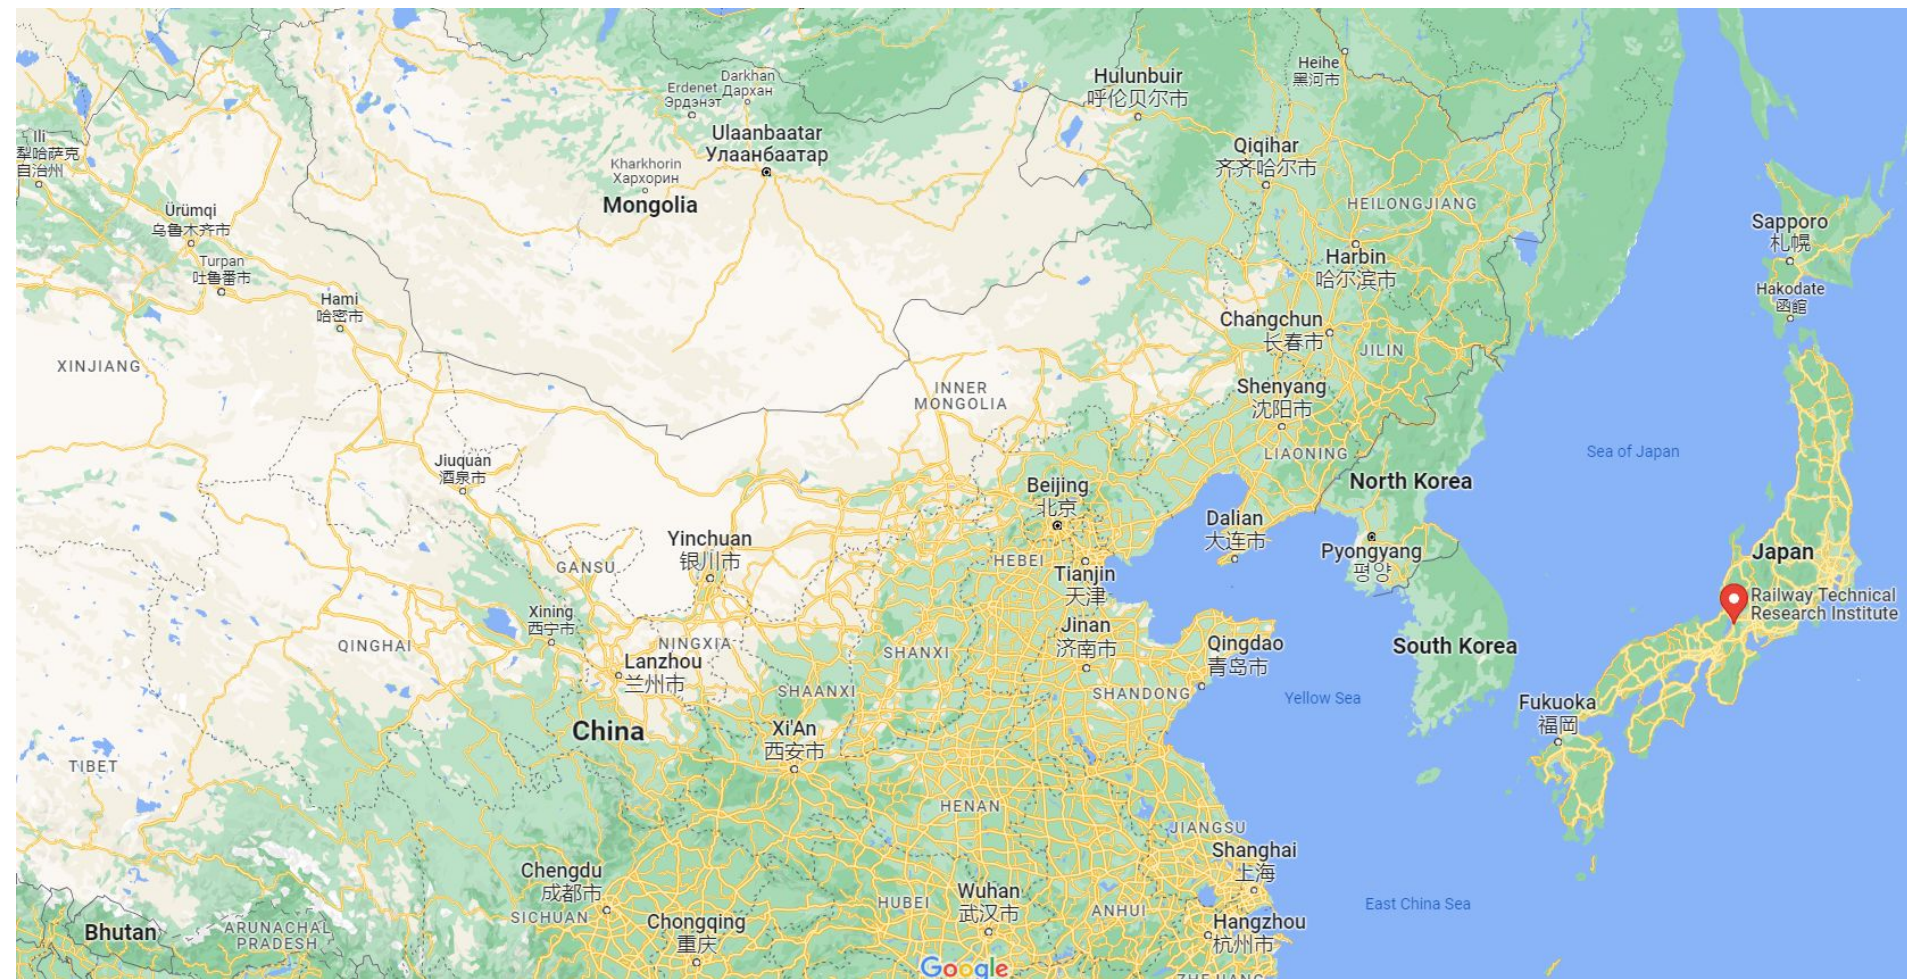 Heihe
黑河市
Hulunbuir
呼伦贝尔市
Darkhan
Дархан
Erdenet
Эрдэнэт
Ulaanbaatar
Улаанбаатар
Ili
犁哈萨克
自治州
Kharkhorin
Хархорин
Mongolia
Qiqihar
齐齐哈尔市
HEILONGJIANG
Ürümqi
乌鲁木齐市
Sapporo
札幌
Turpan
吐鲁番市
Harbin
哈尔滨市
Hakodate
函館
Hami
哈密市
Changchun
长春市
JILIN
XINJIANG
INNER
MONGOLIA
Shenyang
沈阳市
LIAONING
Sea of Japan
Jiuquan
酒泉市
North Korea
Beijing
北京
Dalian
大连市
Yinchuan
银川市
Pyongyang
평양
Japan
GANSU
HEBEI
Tianjin
天津
Railway Technical
Research Institute
Xining
西宁市
Jinan
济南市
QINGHAI
NINGXIA
SHANXI
Qingdao
青岛市
South Korea
Lanzhou
兰州市
SHAANXI
SHANDONG
Yellow Sea
Fukuoka
福岡
China
Xi'An
西安市
TIBET
HENAN
JIANGSU
Shanghai
上海
Chengdu
成都市
Wuhan
武汉市
HUBEI
ANHUI
East China Sea
SICHUAN
Chongqing
重庆
Hangzhou
杭州市
Bhutan
ARUNACHAL
PRADESH
Google